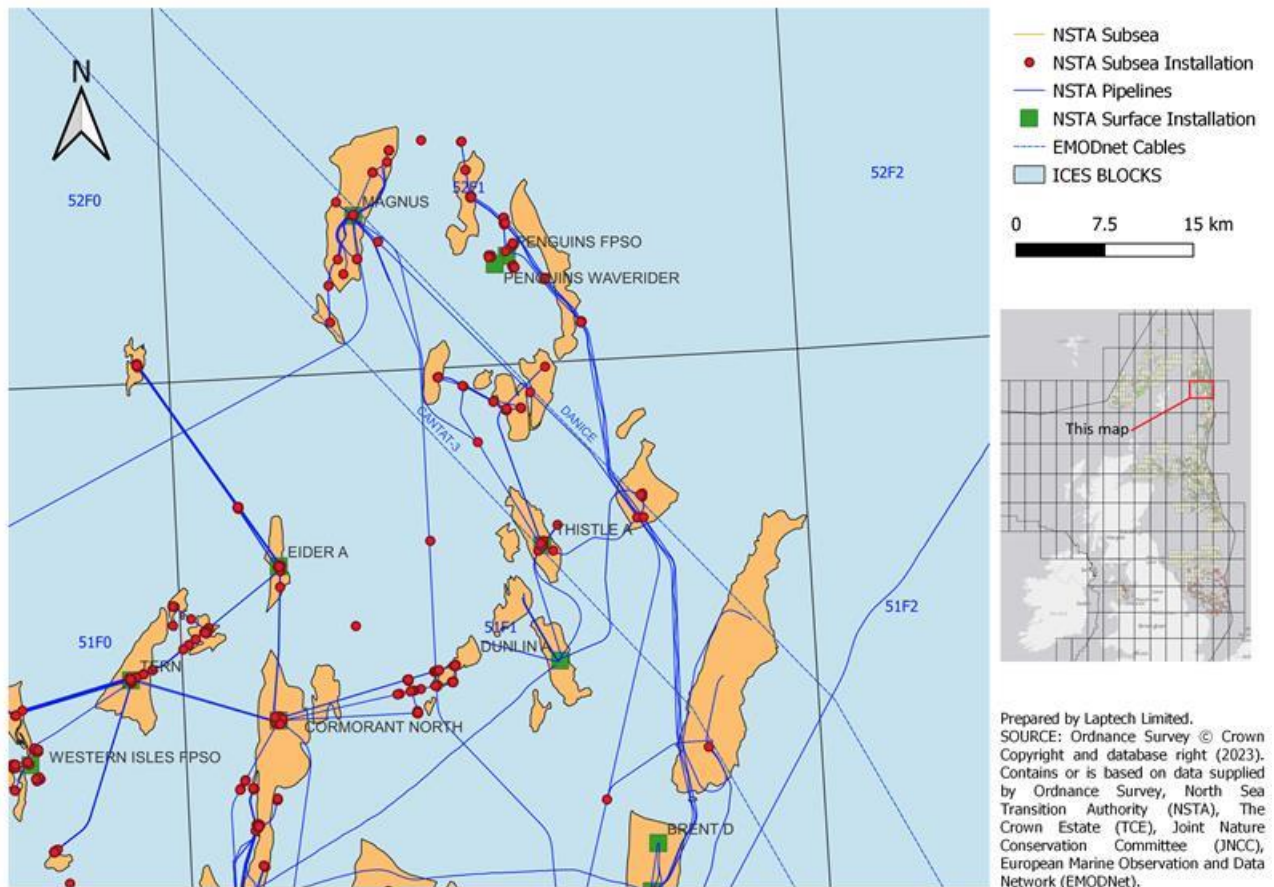 N
52F0
52F1
52F2
MAGNUS
PENGUINS FPSO
PENGUINS WAVERIDER
CANTAT-3
DANICE
THISTLE A
EIDER A
51F0
51F1
51F2
DUNLIN A
TERN
CORMORANT NORTH
WESTERN ISLES FPSO
BRENT D
NSTA Subsea
NSTA Subsea Installation
NSTA Pipelines
NSTA Surface Installation
EMODnet Cables
ICES BLOCKS
0 7.5 15 km
This map
Prepared by Laptech Limited.
SOURCE: Ordnance Survey © Crown
Copyright and database right (2023).
Contains or is based on data supplied
by Ordnance Survey, North Sea
Transition Authority (NSTA), The
Crown Estate (TCE), Joint Nature
Conservation Committee (JNCC),
European Marine Observation and Data
Network (EMODNet).